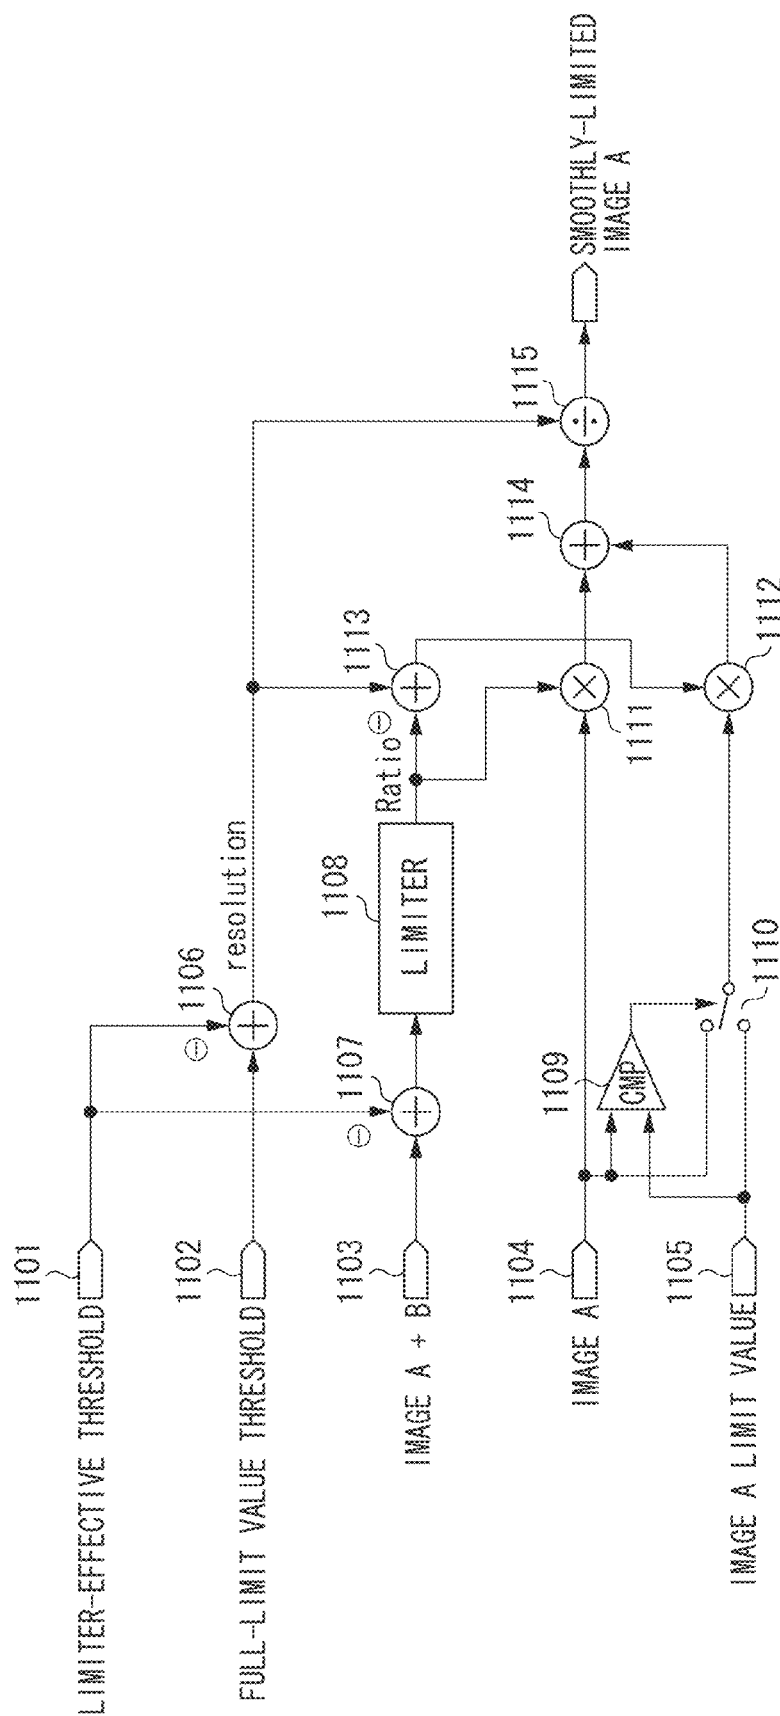 LIMITER-EFFECTIVE THRESHOLD
1101
FULL-LIMIT VALUE THRESHOLD
1102
IMAGE A + B
1103
IMAGE A
1104
IMAGE A LIMIT VALUE
1105
1106
resolution
1107
LIMITER
1108
Ratio
CMP
1109
1110
1111
1112
1113
1114
1115
SMOOTHLY-LIMITED
IMAGE A